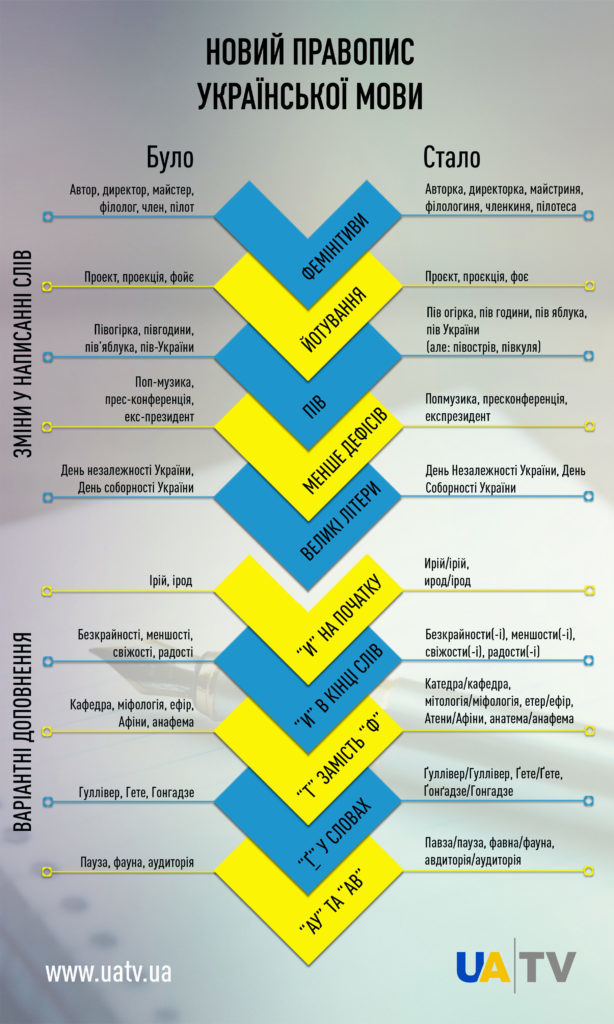 НОВИЙ ПРАВОПИС
УКРАЇНСЬКОЇ МОВИ
Було
Стало
ЗМІНИ У НАПИСАННІ СЛІВ
Автор, директор, майстер,
філолог, член, пілот
ФЕМІНІТИВИ
Авторка, директорка, майстриня,
філологиня, членкиня, пілотеса
Проект, проекція, фойє
ЙОТУВАННЯ
Проєкт, проєкція, фоє
Півогірка, півгодини,
пів'яблука, пів-України
ПІВ
Пів огірка, пів години, пів яблука,
пів України
(але: півострів, півкуля)
Поп-музика,
прес-конференція,
екс-президент
МЕНШЕ ДЕФІСІВ
Попмузика, пресконференція,
експрезидент
День незалежності України,
День соборності України
ВЕЛИКІ ЛІТЕРИ
День Незалежності України, День
Соборності України
ВАРІАНТНІ ДОПОВНЕННЯ
Ірій, ірод
"И" НА ПОЧАТКУ
Ирій/ірій,
ирод/ірод
Безкрайності, меншості,
свіжості, радості
"И" В КІНЦІ СЛІВ
Безкрайности(-і), меншости(-і),
свіжости(-і), радости(-і)
Кафедра, міфологія, ефір,
Афіни, анафема
"Т" ЗАМІСТЬ "Ф"
Катедра/кафедра,
мітологія/міфологія, етер/ефір,
Атени/Афіни, анатема/анафема
Гуллівер, Гете, Гонгадзе
"Ґ" У СЛОВАХ
Ґуллівер/Гуллівер, Ґете/Ґете,
Ґонґадзе/Гонгадзе
Пауза, фауна, аудиторія
"АУ" ТА "АВ"
Павза/пауза, фавна/фауна,
авдиторія/аудиторія
www.uatv.ua
UA|TV